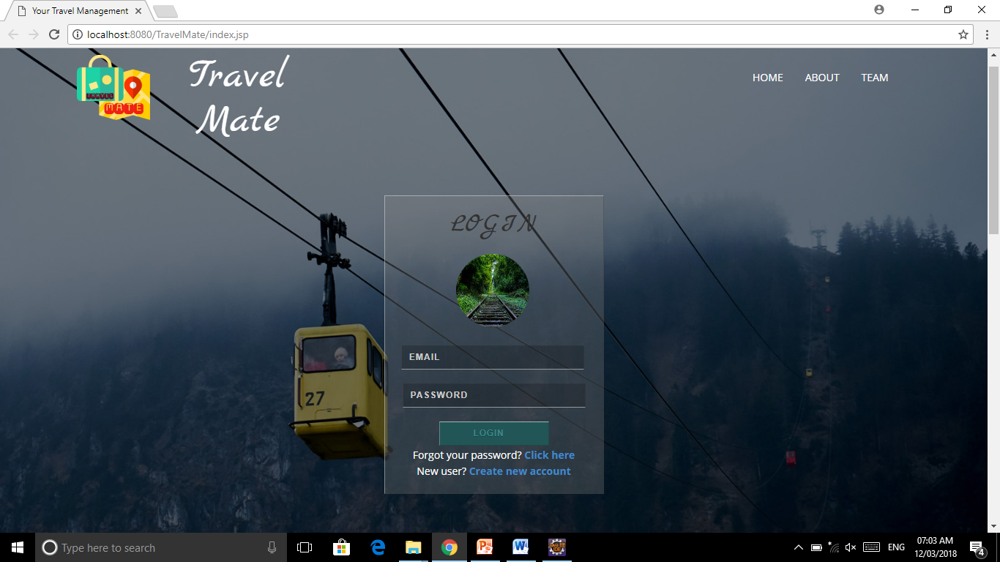 Your Travel Management
localhost:8080/TravelMate/index.jsp
TRAVEL
MATE
Travel
Mate
HOME ABOUT TEAM
LOGIN
27
EMAIL
PASSWORD
LOGIN
Forgot your password? Click here
New user? Create new account
Type here to search
ENG
07:03 AM
12/03/2018
4